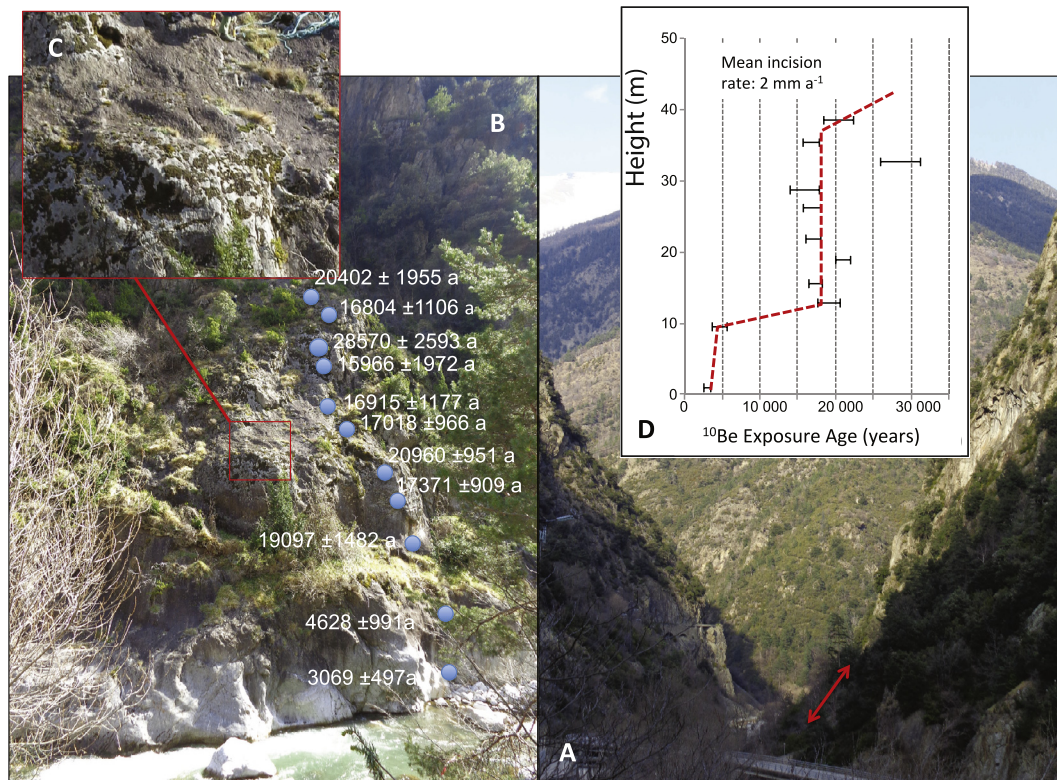 C
B
20402 ± 1955 a
16804 ±1106 a
28570 ± 2593 a
15966 ±1972 a
16915 ±1177 a
17018 ±966 a
20960 ±951 a
17371 ±909 a
19097 ±1482 a
4628 ±991a
3069 ±497a
A
Mean incision
rate: 2 mm a⁻¹
Height (m)
50
40
30
20
10
0
0 10 000 20 000 30 000
D
¹⁰Be Exposure Age (years)